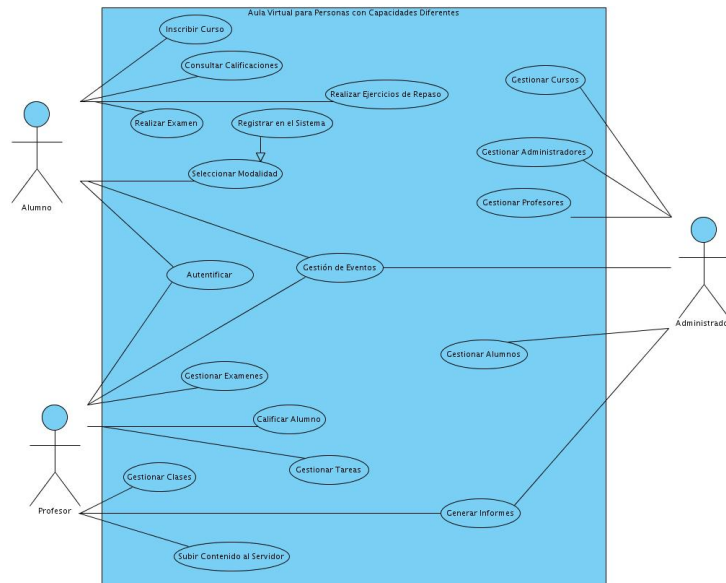 Aula Virtual para Personas con Capacidades Diferentes
Inscribir Curso
Consultar Calificaciones
Gestionar Cursos
Realizar Ejercicios de Repaso
Realizar Examen
Registrar en el Sistema
Gestionar Administradores
Seleccionar Modalidad
Alumno
Gestionar Profesores
Autentificar
Gestión de Eventos
Administrado
Gestionar Alumnos
Gestionar Examenes
Calificar Alumno
Gestionar Tareas
Gestionar Clases
Profesor
Generar Informes
Subir Contenido al Servidor